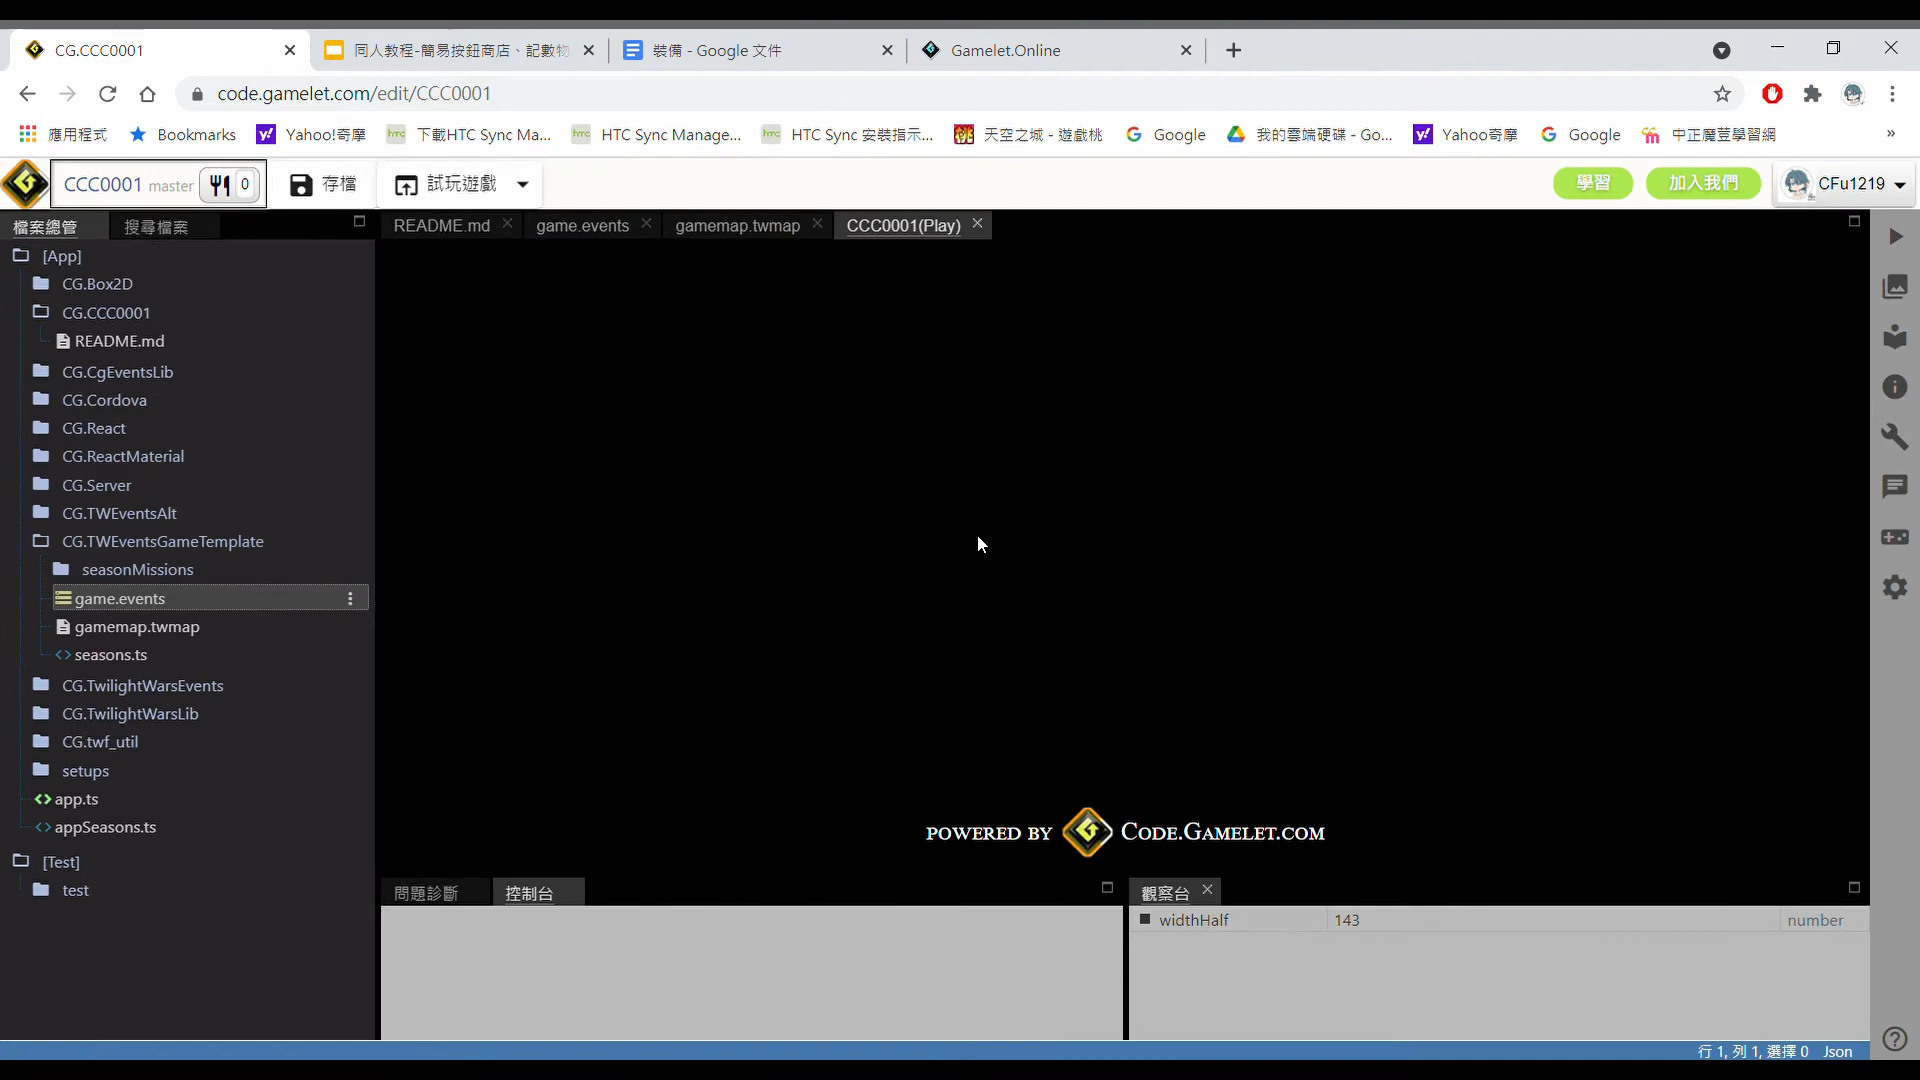 CG.CCC0001
同人教程-簡易按鈕商店、記數物
裝備 - Google 文件
Gamelet.Online
code.gamelet.com/edit/CCC0001
應用程式
Bookmarks
Yahoo!奇摩
下載HTC Sync Ma...
HTC Sync Manage...
HTC Sync 安裝指示...
天空之城 - 遊戲桃
Google
我的雲端硬碟 - Go...
Yahoo奇摩
Google
中正魔荳學習網
»
CCC0001 master 0
存檔
試玩遊戲
學習
加入我們
CFu1219
檔案總管
搜尋檔案
README.md
game.events
gamemap.twmap
CCC0001(Play)
[App]
CG.Box2D
CG.CCC0001
README.md
CG.CgEventsLib
CG.Cordova
CG.React
CG.ReactMaterial
CG.Server
CG.TWEventsAlt
CG.TWEventsGameTemplate
seasonMissions
game.events
gamemap.twmap
seasons.ts
CG.TwilightWarsEvents
CG.TwilightWarsLib
CG.twf_util
setups
app.ts
appSeasons.ts
[Test]
test
POWERED BY CODE.GAMELET.COM
問題診斷
控制台
觀察台
widthHalf 143 number
行 1, 列 1, 選擇 0 Json